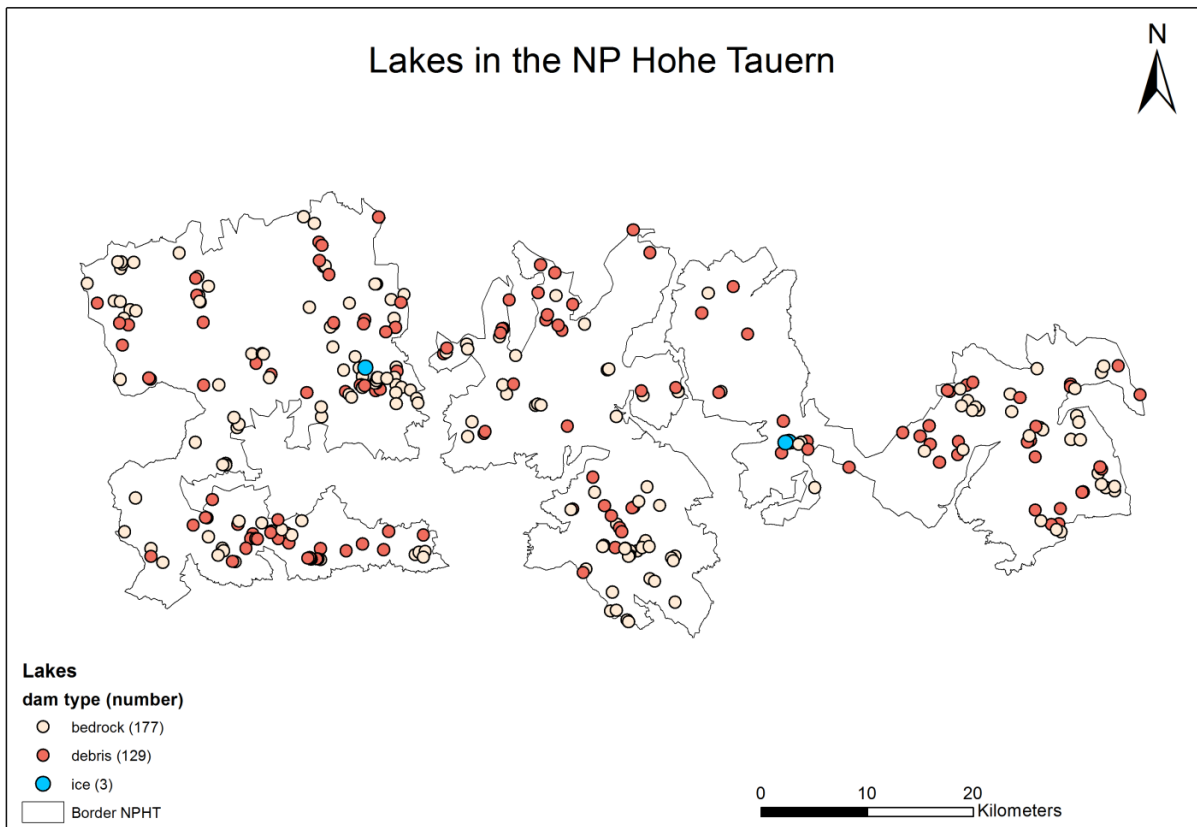 Lakes in the NP Hohe Tauern
N
Lakes
dam type (number)
bedrock (177)
debris (129)
ice (3)
Border NPHT
0 10 20
Kilometers